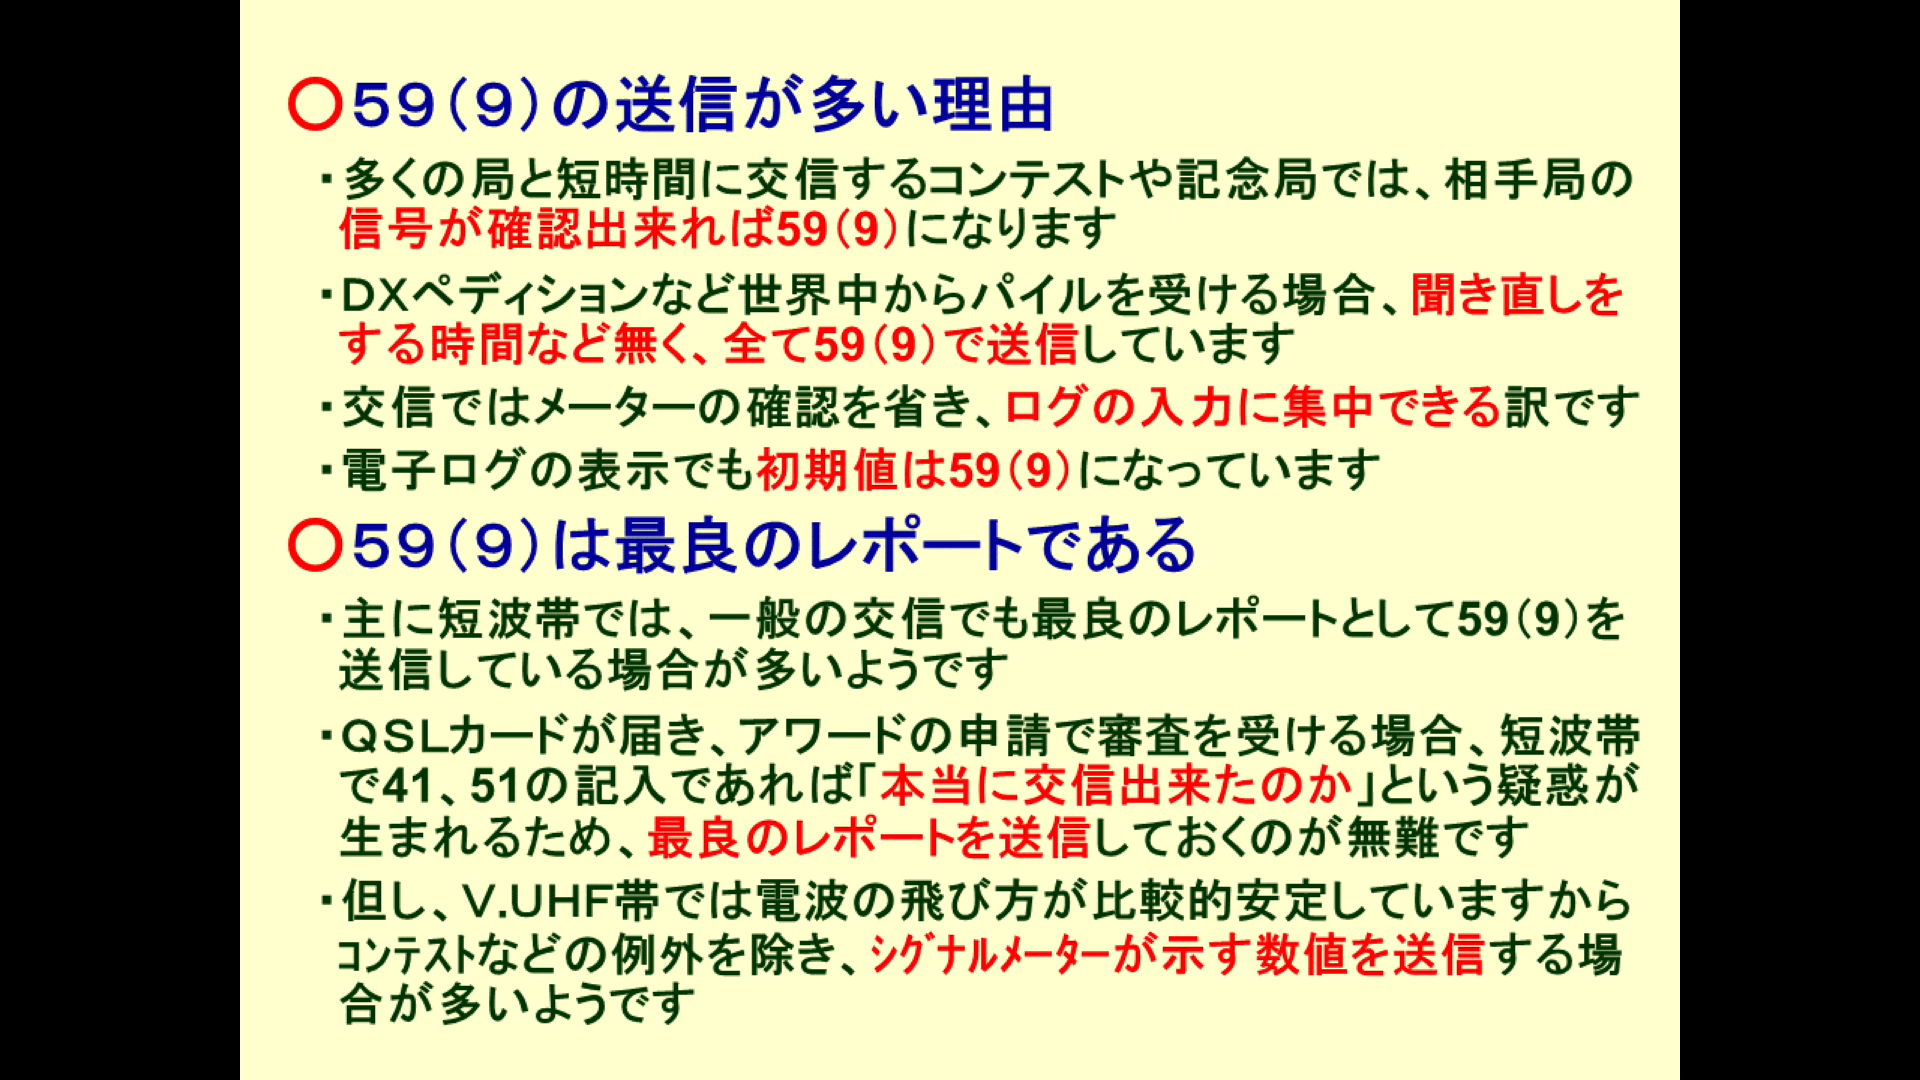 〇５９（９）の送信が多い理由
・多くの局と短時間に交信するコンテストや記念局では、相手局の
信号が確認出来れば59（9）になります
・ＤＸペディションなど世界中からパイルを受ける場合、聞き直しを
する時間など無く、全て59（9）で送信しています
・交信ではメーターの確認を省き、ログの入力に集中できる訳です
・電子ログの表示でも初期値は59（9）になっています
〇５９（９）は最良のレポートである
・主に短波帯では、一般の交信でも最良のレポートとして59（9）を
送信している場合が多いようです
・ＱＳＬカードが届き、アワードの申請で審査を受ける場合、短波帯
で41、51の記入であれば「本当に交信出来たのか」という疑惑が
生まれるため、最良のレポートを送信しておくのが無難です
・但し、Ｖ.ＵＨＦ帯では電波の飛び方が比較的安定していますから
ｺﾝﾃｽﾄなどの例外を除き、ｼｸﾞﾅﾙﾒｰﾀｰが示す数値を送信する場
合が多いようです